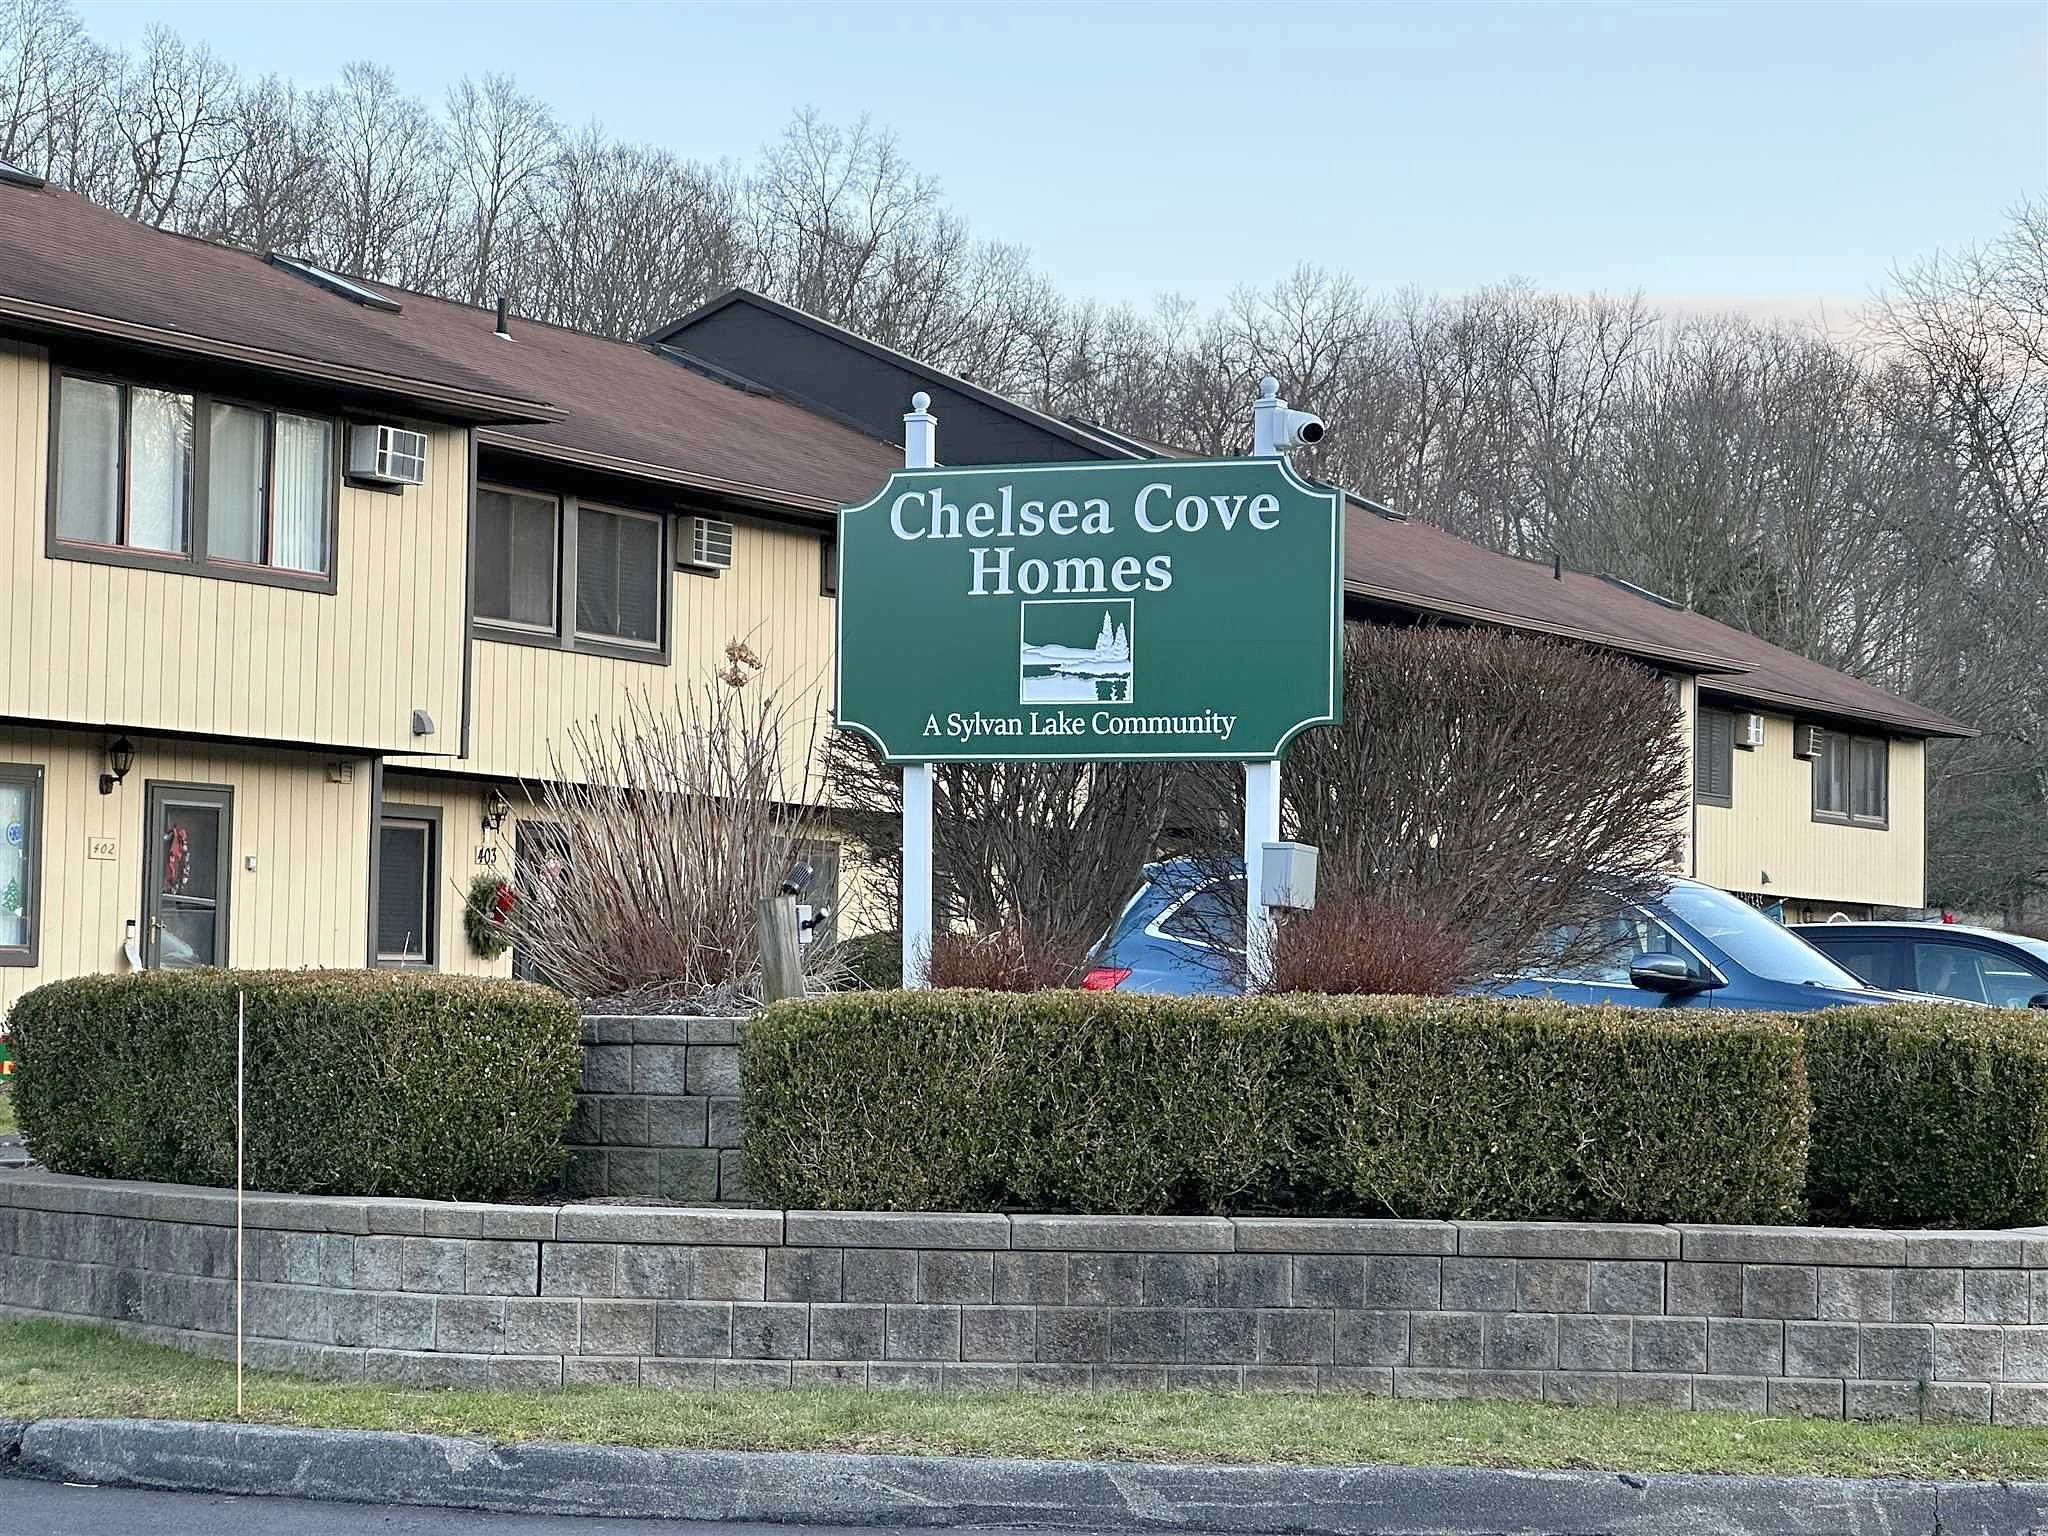 Chelsea Cove
Homes
A Sylvan Lake Community
402
403